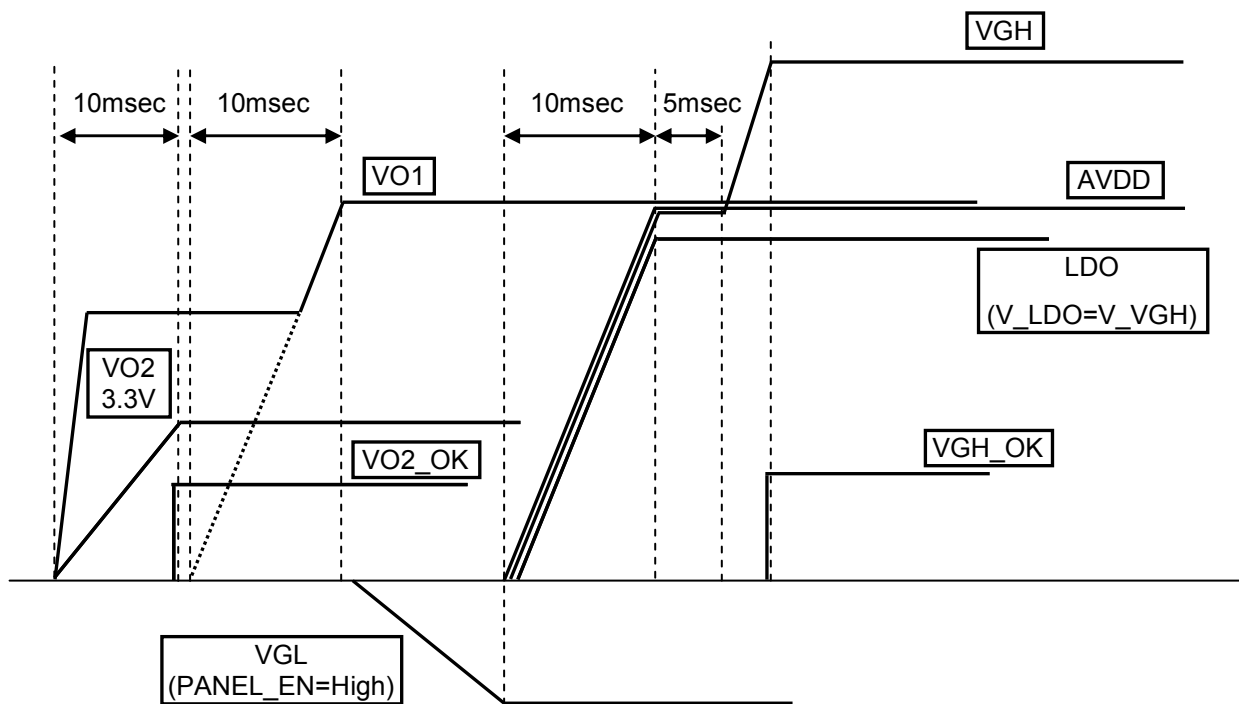 VGH
10msec
10msec
10msec
5msec
VO1
AVDD
LDO
(V_LDO=V_VGH)
VO2
3.3V
VO2_OK
VGH_OK
VGL
(PANEL_EN=High)